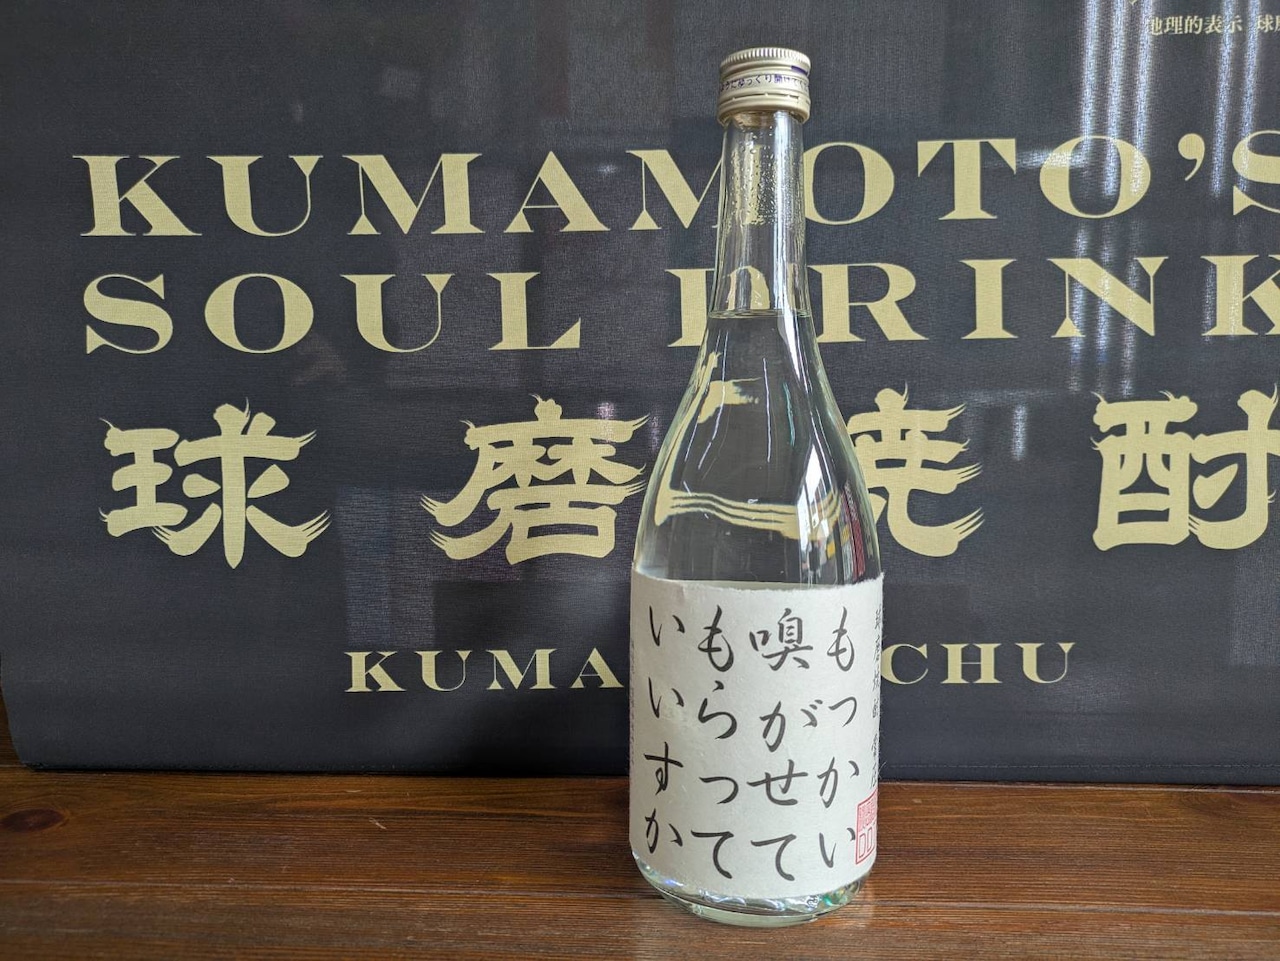 地理的表示 球
KUMAMOTO'S
SOUL DRINK
球磨焼酎
KUMA CHU
もっかい
嗅がせて
もらって
いいすか